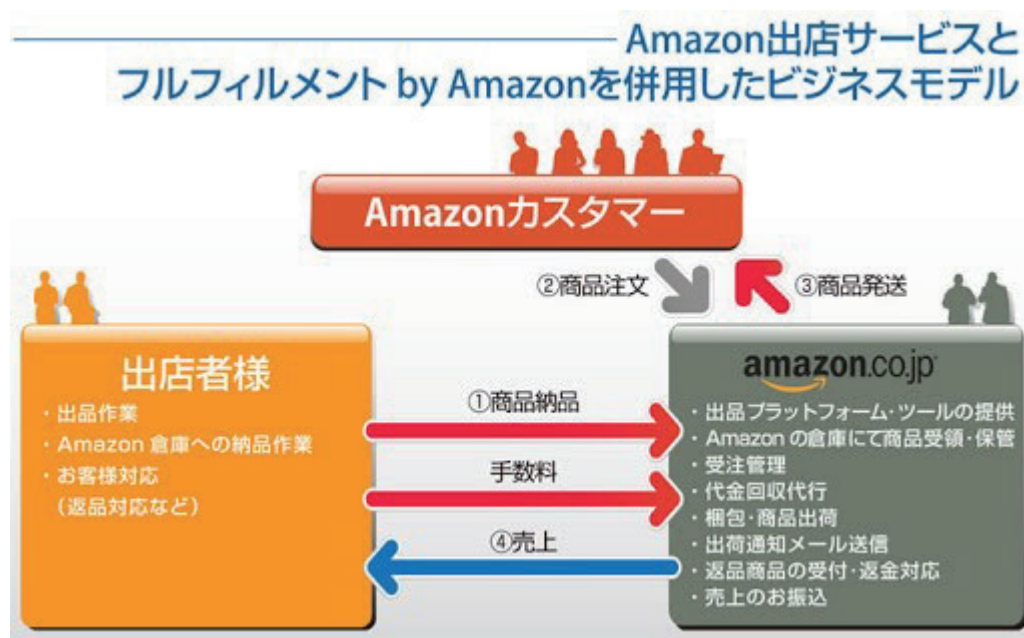 Amazon出店サービスと
フルフィルメント by Amazonを併用したビジネスモデル
Amazonカスタマー
②商品注文
③商品発送
出店者様
・出品作業
・Amazon 倉庫への納品作業
・お客様対応
（返品対応など）
①商品納品
手数料
④売上
amazon.co.jp
・出品プラットフォーム・ツールの提供
・Amazon の倉庫にて商品受領・保管
・受注管理
・代金回収代行
・梱包・商品出荷
・出荷通知メール送信
・返品商品の受付・返金対応
・売上のお振込